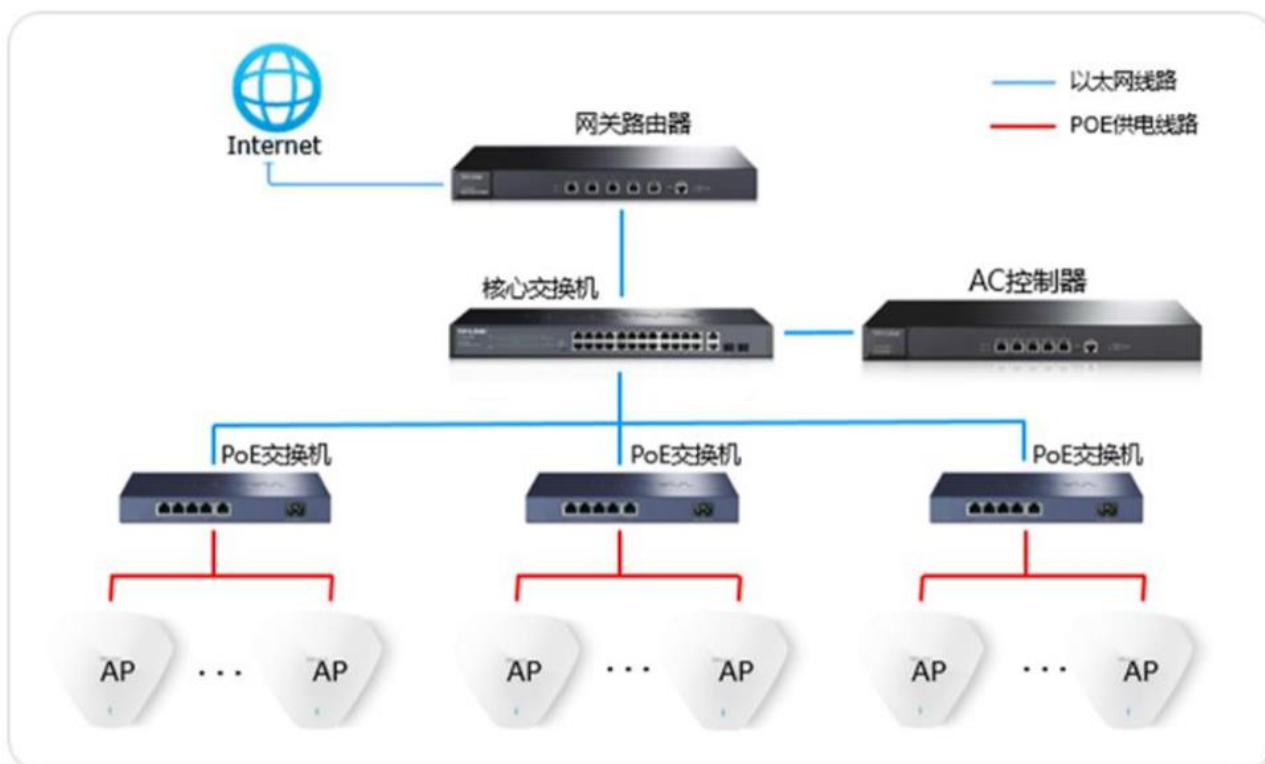 以太网线路
POE供电线路
Internet
网关路由器
核心交换机
AC控制器
PoE交换机
PoE交换机
PoE交换机
AP
···
AP
AP
···
AP
AP
···
AP